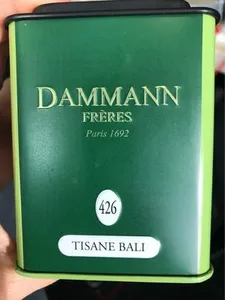 DAMMANN
FRÈRES
Paris 1692
426
TISANE BALI